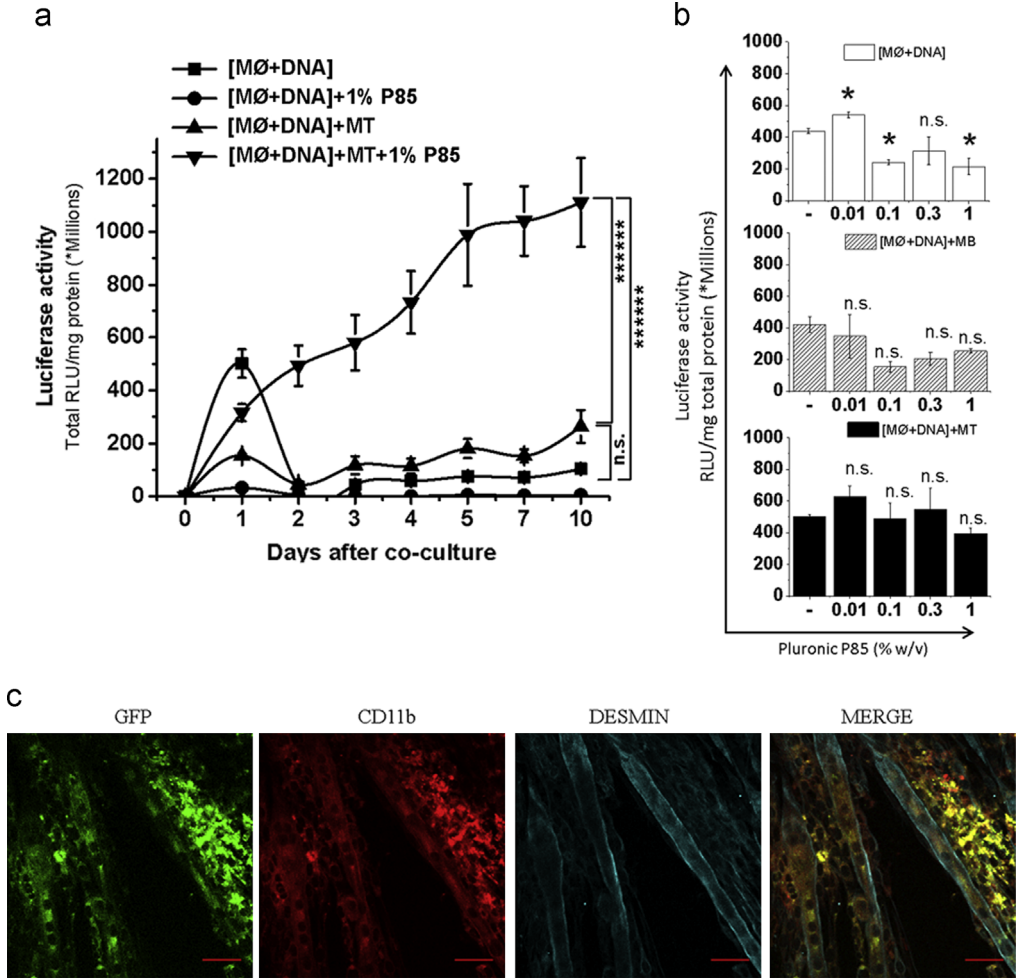 a
[MØ+DNA]
[MØ+DNA]+1% P85
[MØ+DNA]+MT
[MØ+DNA]+MT+1% P85
Luciferase activity
Total RLU/mg protein (*Millions)
1200
1000
800
600
400
200
0
0 1 2 3 4 5 7 10
Days after co-culture
******
******
n.s.
b
Luciferase activity
RLU/mg total protein (*Millions)
[MØ+DNA]
1000
800
600
400
200
0
* * n.s. *
- 0.01 0.1 0.3 1
[MØ+DNA]+MB
1000
800
600
400
200
0
n.s. n.s. n.s. n.s.
- 0.01 0.1 0.3 1
[MØ+DNA]+MT
1000
800
600
400
200
0
n.s. n.s. n.s. n.s.
- 0.01 0.1 0.3 1
Pluronic P85 (% w/v)
c
GFP CD11b DESMIN MERGE